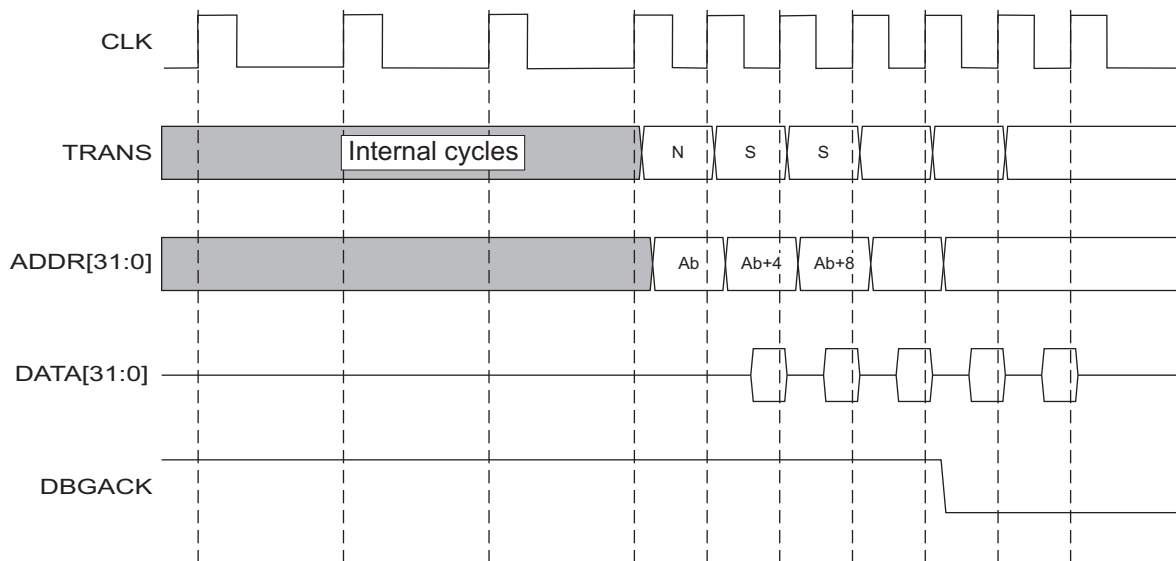 CLK
TRANS
Internal cycles
N
S
S
ADDR[31:0]
Ab
Ab+4
Ab+8
DATA[31:0]
DBGACK